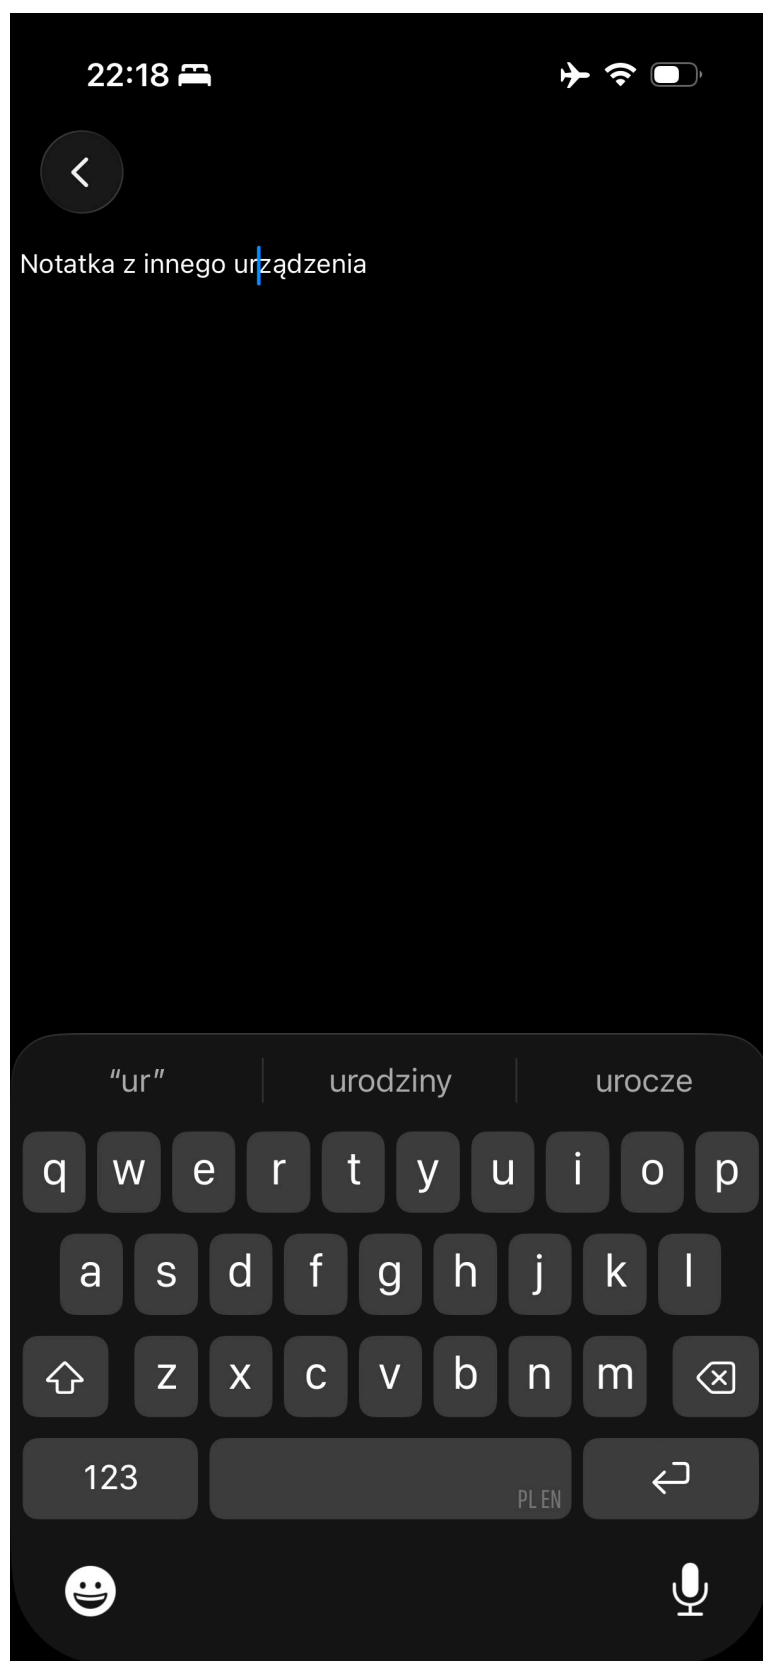 22:18
Notatka z innego urządzenia
“ur” urodziny urocze
q w e r t y u i o p
a s d f g h j k l
z x c v b n m
123 PL EN